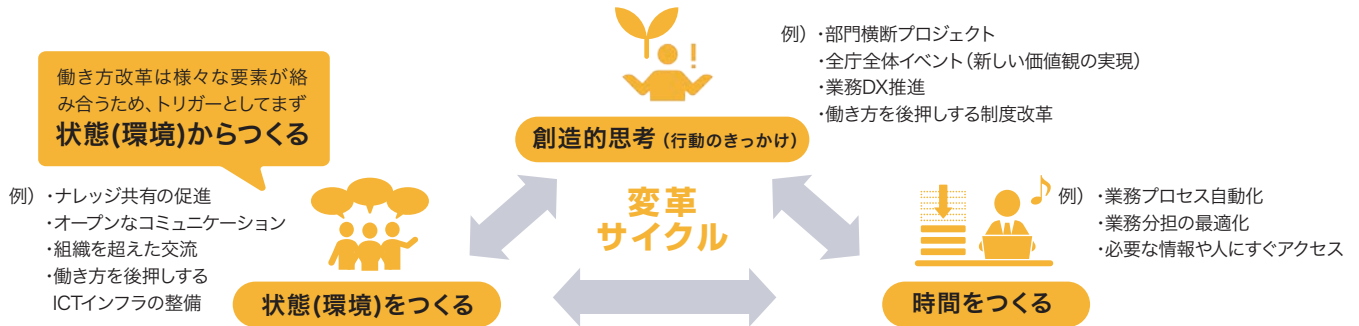 働き方改革は様々な要素が絡
み合うため、トリガーとしてまず
状態(環境)からつくる
例）・ナレッジ共有の促進
・オープンなコミュニケーション
・組織を超えた交流
・働き方を後押しする
ICTインフラの整備
状態(環境)をつくる
創造的思考（行動のきっかけ）
例）・部門横断プロジェクト
・全庁全体イベント（新しい価値観の実現）
・業務DX推進
・働き方を後押しする制度改革
変革
サイクル
例）・業務プロセス自動化
・業務分担の最適化
・必要な情報や人にすぐアクセス
時間をつくる